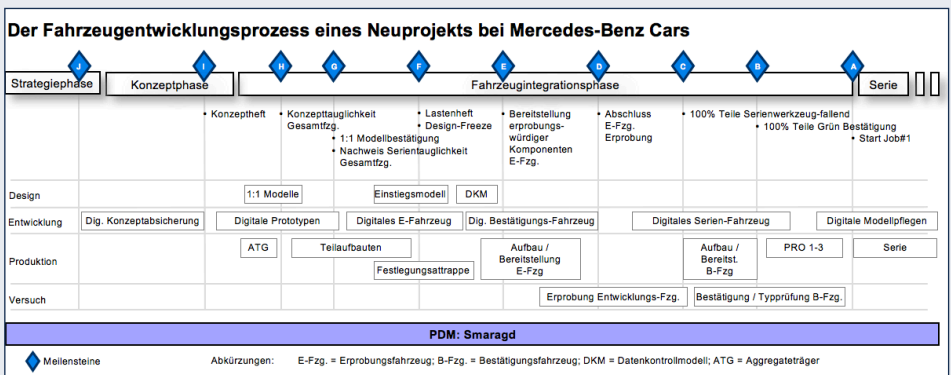 Der Fahrzeugentwicklungsprozess eines Neuprojekts bei Mercedes-Benz Cars
J I H G F E D C B A
Strategiephase Konzeptphase Fahrzeugintegrationsphase Serie
• Konzeptheft
• Konzepttauglichkeit
Gesamtfzg.
• 1:1 Modellbestätigung
• Nachweis Serientauglichkeit
Gesamtfzg.
• Lastenheft
• Design-Freeze
• Bereitstellung
erprobungs-
würdiger
Komponenten
E-Fzg.
• Abschluss
E-Fzg.
Erprobung
• 100% Teile Serienwerkzeug-fallend
• 100% Teile Grün Bestätigung
• Start Job#1
Design
1:1 Modelle
Einstiegsmodell
DKM
Entwicklung
Dig. Konzeptabsicherung
Digitale Prototypen
Digitales E-Fahrzeug
Dig. Bestätigungs-Fahrzeug
Digitales Serien-Fahrzeug
Digitale Modellpflegen
Produktion
ATG
Teilaufbauten
Festlegungsattrappe
Aufbau /
Bereitstellung
E-Fzg
Aufbau /
Bereitst.
B-Fzg
PRO 1-3
Serie
Versuch
Erprobung Entwicklungs-Fzg.
Bestätigung / Typprüfung B-Fzg.
PDM: Smaragd
Meilensteine
Abkürzungen: E-Fzg. = Erprobungsfahrzeug; B-Fzg. = Bestätigungsfahrzeug; DKM = Datenkontrollmodell; ATG = Aggregateträger